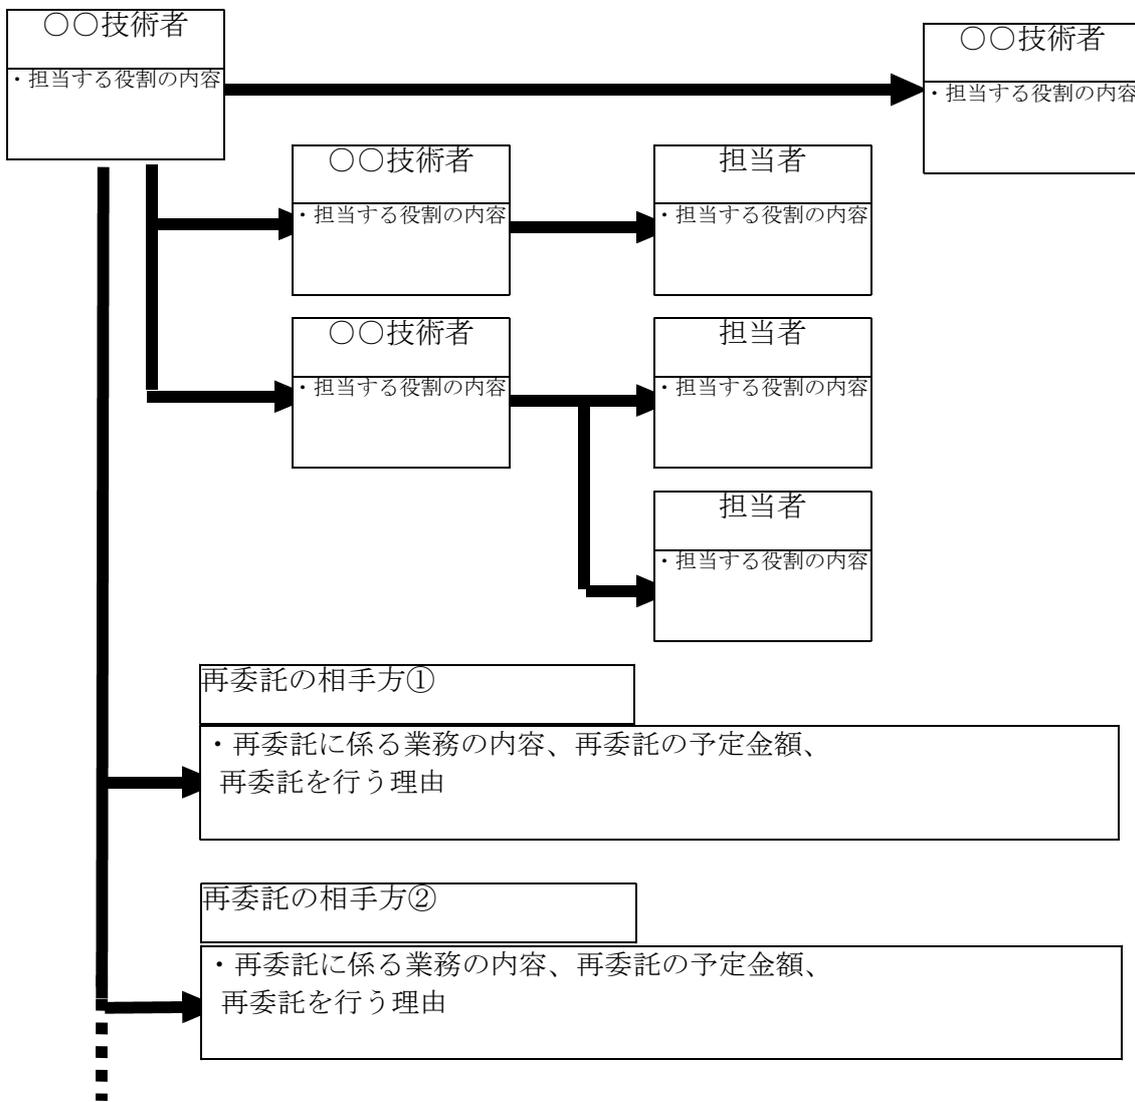 〇〇技術者
・担当する役割の内容
〇〇技術者
・担当する役割の内容
〇〇技術者
・担当する役割の内容
担当者
・担当する役割の内容
〇〇技術者
・担当する役割の内容
担当者
・担当する役割の内容
担当者
・担当する役割の内容
再委託の相手方①
・再委託に係る業務の内容、再委託の予定金額、
再委託を行う理由
再委託の相手方②
・再委託に係る業務の内容、再委託の予定金額、
再委託を行う理由